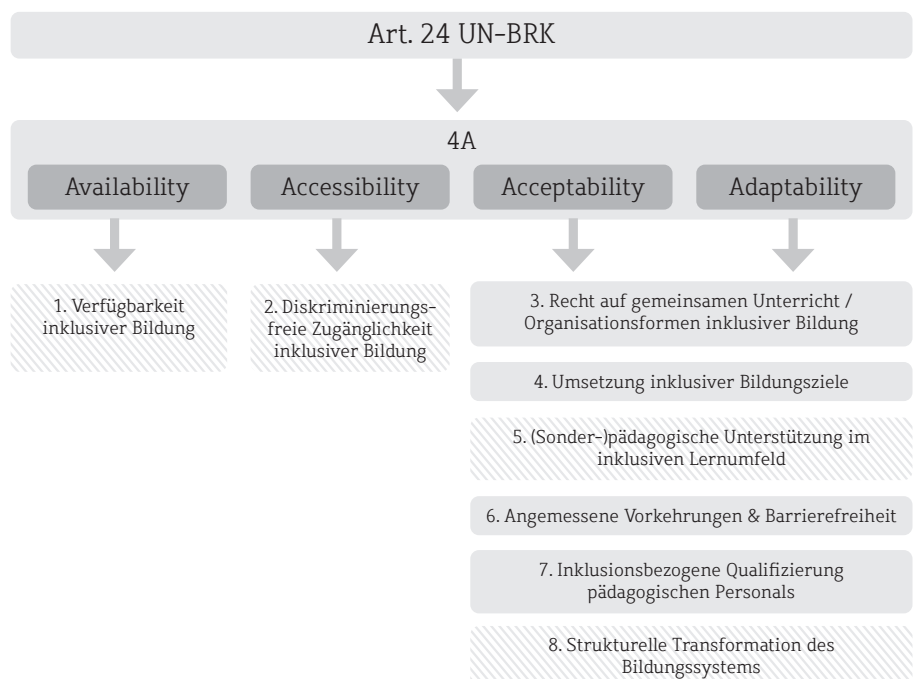 Art. 24 UN-BRK
4A
Availability
Accessibility
Acceptability
Adaptability
1. Verfügbarkeit
inklusiver Bildung
2. Diskriminierungs-
freie Zugänglichkeit
inklusiver Bildung
3. Recht auf gemeinsamen Unterricht /
Organisationsformen inklusiver Bildung
4. Umsetzung inklusiver Bildungsziele
5. (Sonder-)pädagogische Unterstützung im
inklusiven Lernumfeld
6. Angemessene Vorkehrungen & Barrierefreiheit
7. Inklusionsbezogene Qualifizierung
pädagogischen Personals
8. Strukturelle Transformation des
Bildungssystems